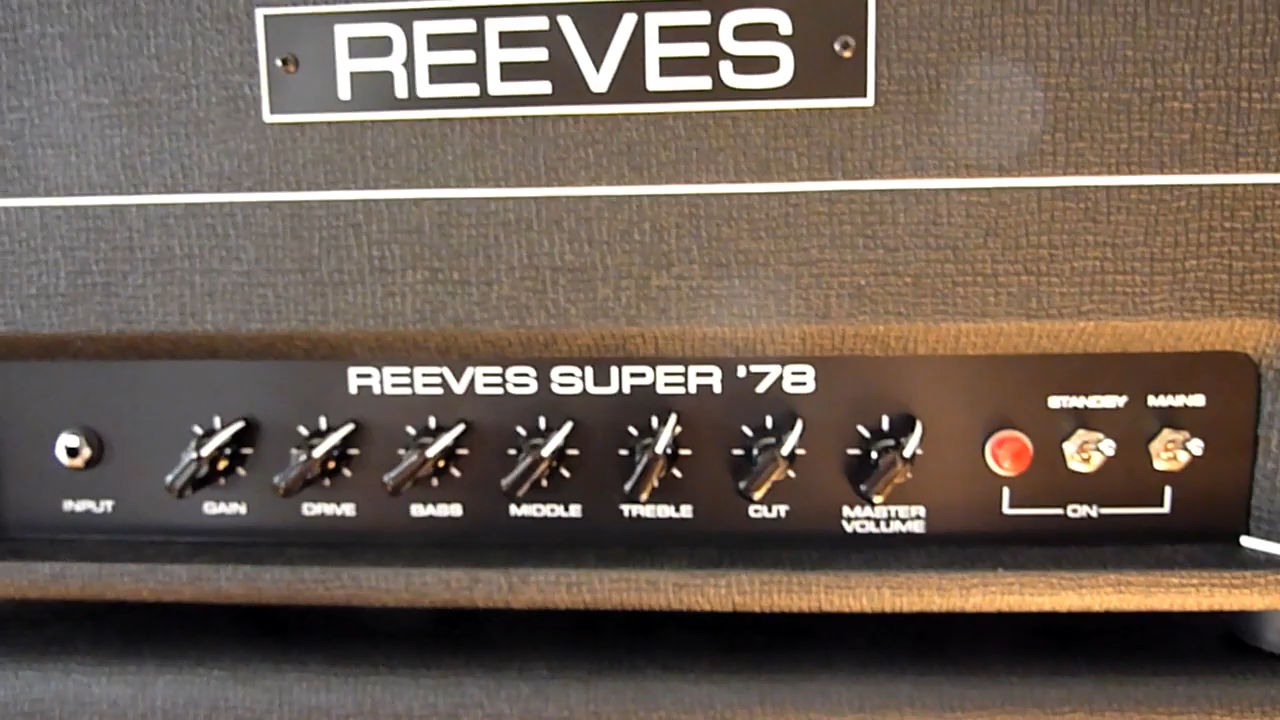 REEVES
REEVES SUPER '78
STANDBY MAINS
INPUT GAIN DRIVE BASS MIDDLE TREBLE CUT MASTER VOLUME ON